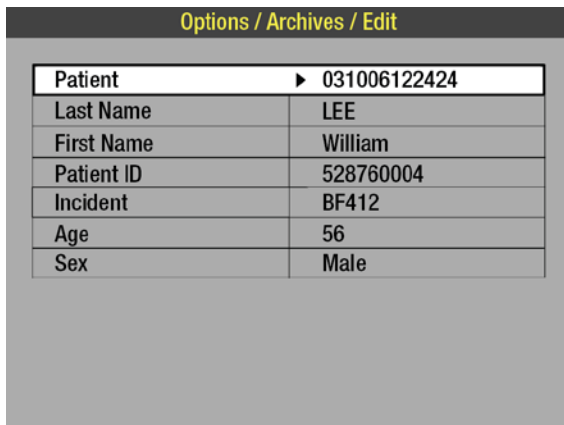 Options / Archives / Edit
Patient ▶ 031006122424
Last Name LEE
First Name William
Patient ID 528760004
Incident BF412
Age 56
Sex Male